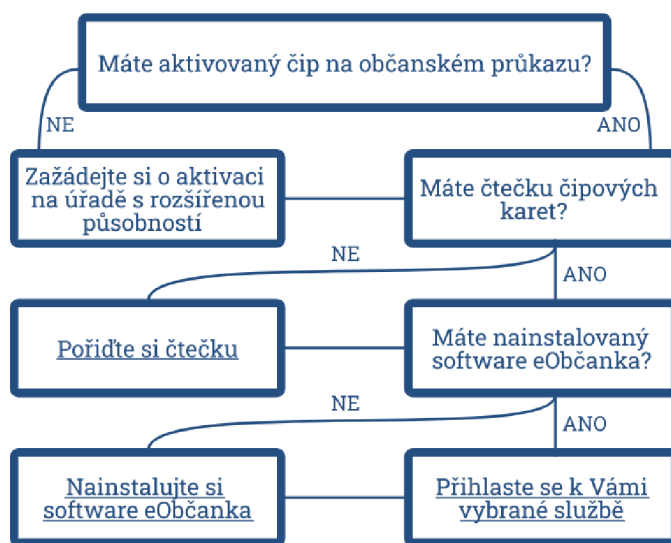 Máte aktivovaný čip na občanském průkazu?
NE
ANO
Zažádejte si o aktivaci
na úřadě s rozšířenou
působností
Máte čtečku čipových
karet?
NE
ANO
Pořiďte si čtečku
Máte nainstalovaný
software eObčanka?
NE
ANO
Nainstalujte si
software eObčanka
Přihlaste se k Vámi
vybrané službě